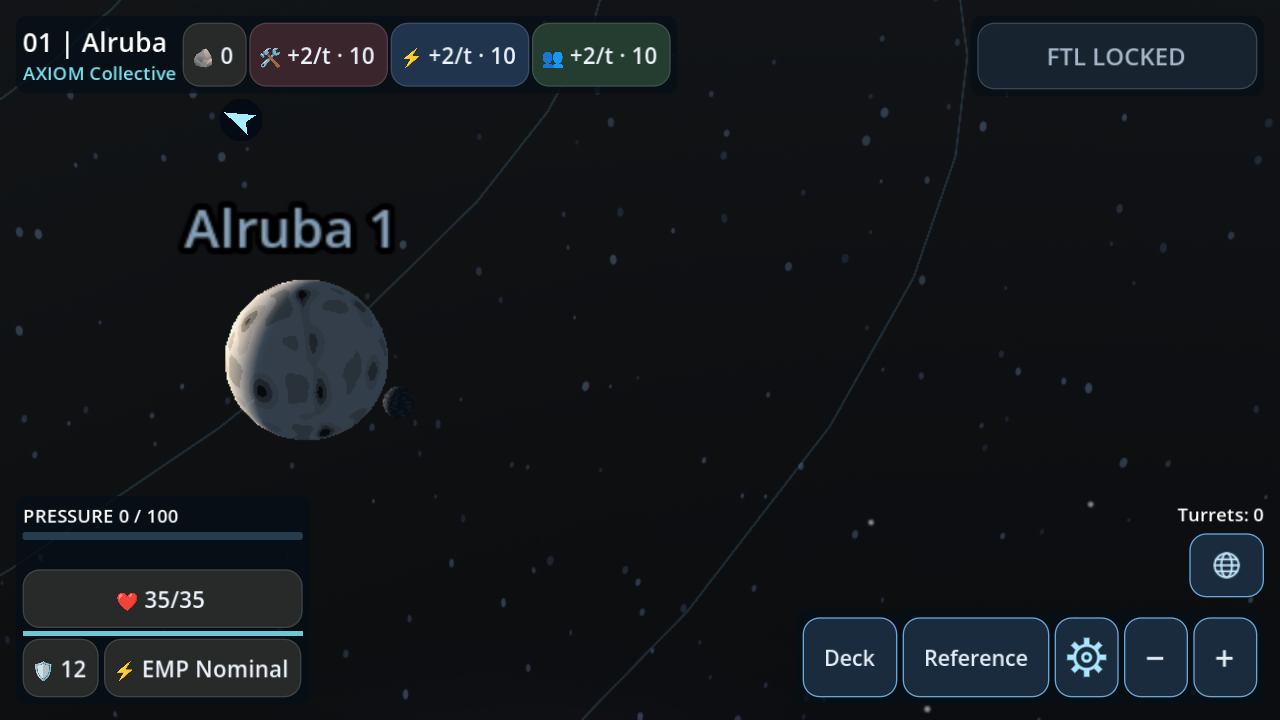 01 | Alruba
AXIOM Collective
0
+2/t · 10
+2/t · 10
+2/t · 10
FTL LOCKED
Alruba 1
PRESSURE 0 / 100
35/35
12
EMP Nominal
Turrets: 0
Deck
Reference
−
+